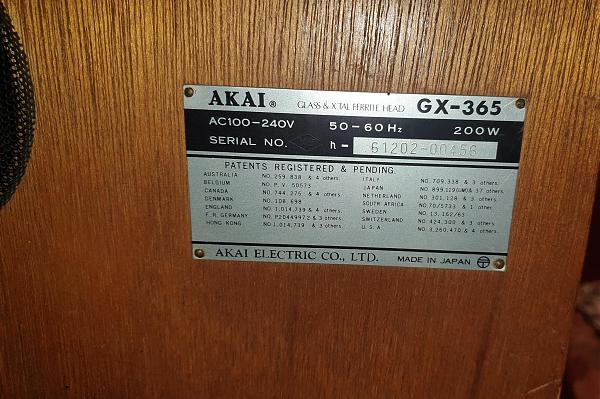 AKAI® GLASS & X'TAL FERRITE HEAD GX-365
AC100-240V 50-60Hz 200W
SERIAL NO. h- 61202-00456
PATENTS REGISTERED & PENDING.
AUSTRALIA NO. 259.838 & 4 others. ITALY NO. 709.338 & 3 others.
BELGIUM NO. P.V. 50573 JAPAN NO. 899.119 & 37 others.
CANADA NO. 744.275 & 4 others. NETHERLAND NO. 301.128 & 3 others.
DENMARK NO. 108.698 SOUTH AFRICA NO. 70/5733 & 1 other.
ENGLAND NO. 1.014.739 & 4 others. SWEDEN NO. 13.162/63
F.R. GERMANY NO. P20449972 & 3 others. SWITZERLAND NO. 424.300 & 3 others.
HONG KONG NO. 1.014.739 & 3 others. U.S.A NO. 3.260.470 & 4 others.
AKAI ELECTRIC CO., LTD. MADE IN JAPAN